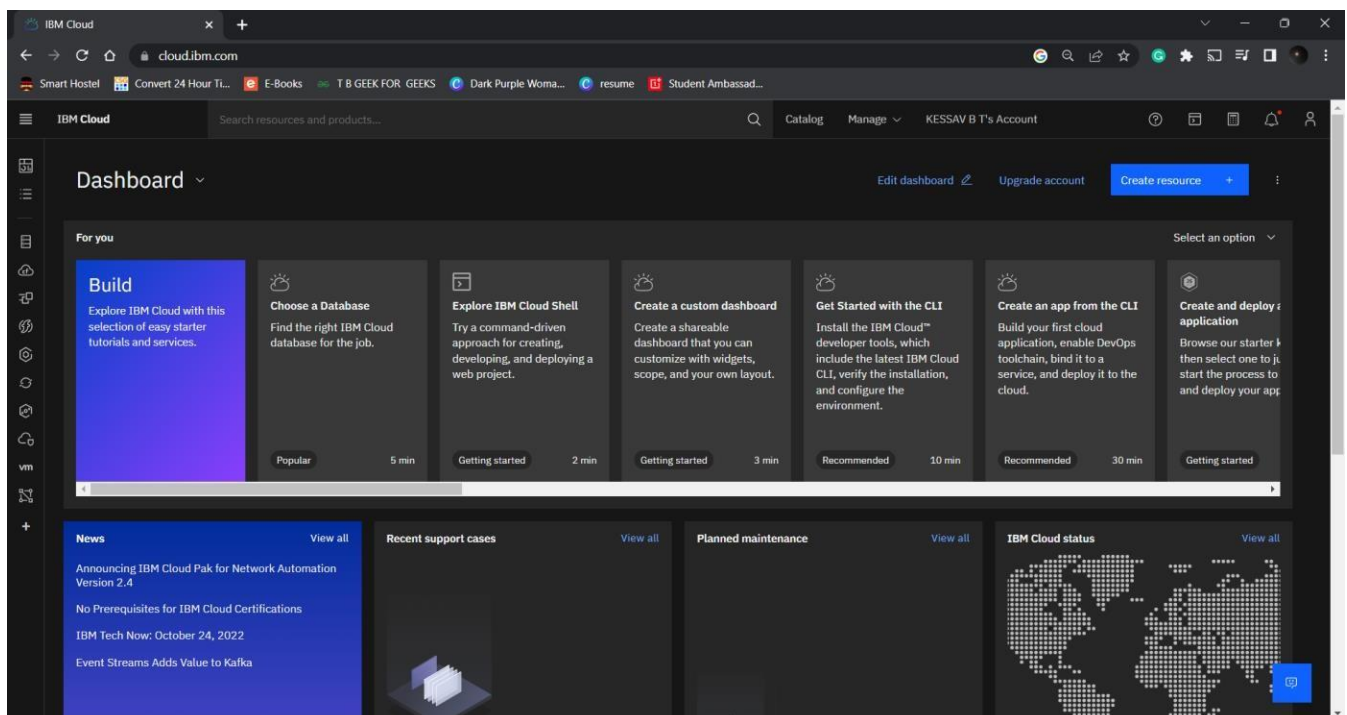 IBM Cloud
cloud.ibm.com
Smart Hostel Convert 24 Hour Ti... E-Books T B GEEK FOR GEEKS Dark Purple Woma... resume Student Ambassad...
IBM Cloud Search resources and products... Catalog Manage KESSAV B T's Account
Dashboard Edit dashboard Upgrade account Create resource +
For you Select an option
Build
Explore IBM Cloud with this
selection of easy starter
tutorials and services.
Choose a Database
Find the right IBM Cloud
database for the job.
Popular 5 min
Explore IBM Cloud Shell
Try a command-driven
approach for creating,
developing, and deploying a
web project.
Getting started 2 min
Create a custom dashboard
Create a shareable
dashboard that you can
customize with widgets,
scope, and your own layout.
Getting started 3 min
Get Started with the CLI
Install the IBM Cloud™
developer tools, which
include the latest IBM Cloud
CLI, verify the installation,
and configure the
environment.
Recommended 10 min
Create an app from the CLI
Build your first cloud
application, enable DevOps
toolchain, bind it to a
service, and deploy it to the
cloud.
Recommended 30 min
Create and deploy a
application
Browse our starter k
then select one to ju
start the process to
and deploy your app
Getting started
vm
News View all
Announcing IBM Cloud Pak for Network Automation
Version 2.4
No Prerequisites for IBM Cloud Certifications
IBM Tech Now: October 24, 2022
Event Streams Adds Value to Kafka
Recent support cases View all
Planned maintenance View all
IBM Cloud status View all